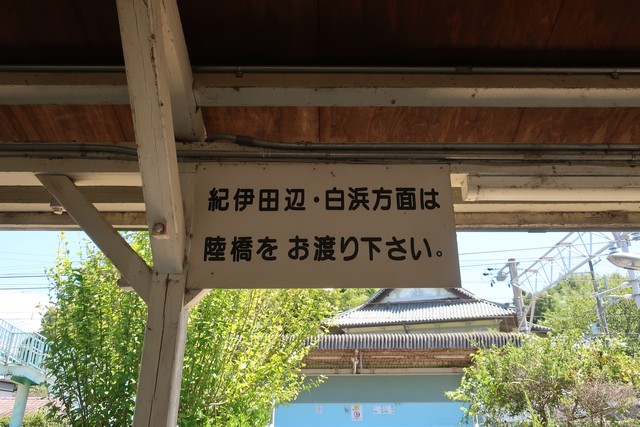 紀伊田辺・白浜方面は
陸橋を お渡り下さい。